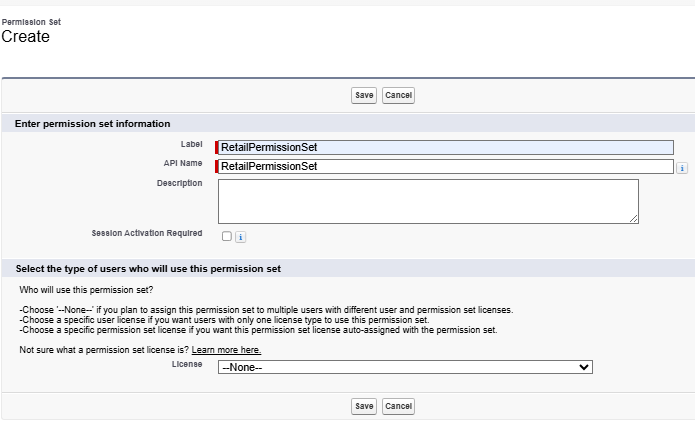 Permission Set
Create
Save Cancel
Enter permission set information
Label RetailPermissionSet
API Name RetailPermissionSet i
Description
Session Activation Required i
Select the type of users who will use this permission set
Who will use this permission set?
-Choose '--None--' if you plan to assign this permission set to multiple users with different user and permission set licenses.
-Choose a specific user license if you want users with only one license type to use this permission set.
-Choose a specific permission set license if you want this permission set license auto-assigned with the permission set.
Not sure what a permission set license is? Learn more here.
License --None--
Save Cancel